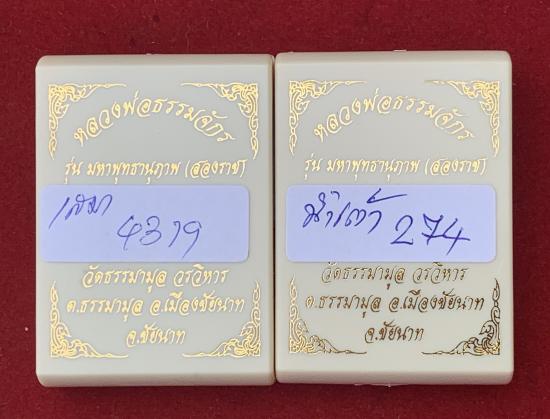 หลวงพ่อธรรมจักร
รุ่น มหาพุทธานุภาพ (สองราช)
เสมา
4319
วัดธรรมามูล วรวิหาร
ต.ธรรมามูล อ.เมืองชัยนาท
จ.ชัยนาท
หลวงพ่อธรรมจักร
รุ่น มหาพุทธานุภาพ (สองราช)
น้ำเต้า
274
วัดธรรมามูล วรวิหาร
ต.ธรรมามูล อ.เมืองชัยนาท
จ.ชัยนาท